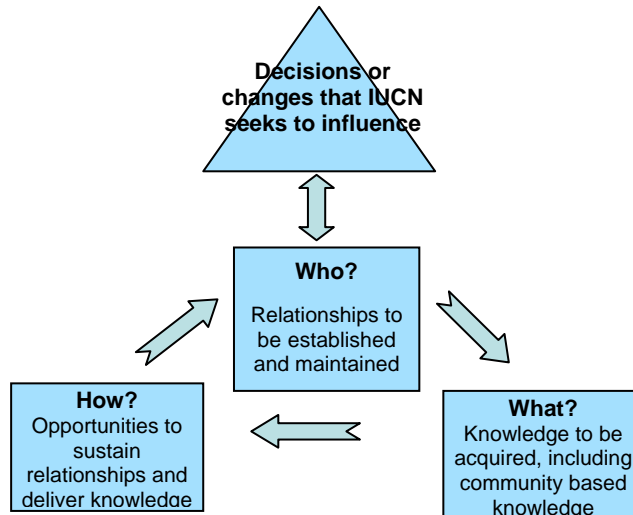 Decisions or
changes that IUCN
seeks to influence
Who?
Relationships to
be established
and maintained
How?
Opportunities to
sustain
relationships and
deliver knowledge
What?
Knowledge to be
acquired, including
community based
knowledge